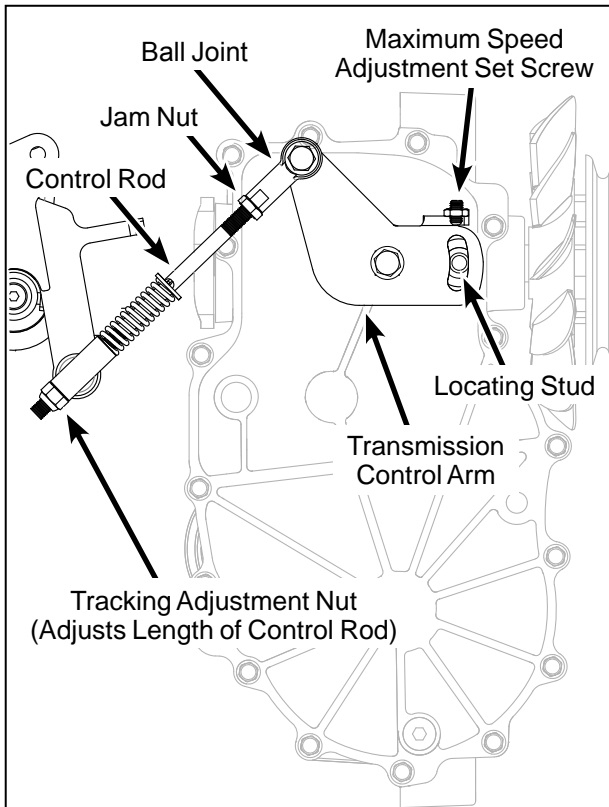 Ball Joint
Maximum Speed
Adjustment Set Screw
Jam Nut
Control Rod
Locating Stud
Transmission
Control Arm
Tracking Adjustment Nut
(Adjusts Length of Control Rod)